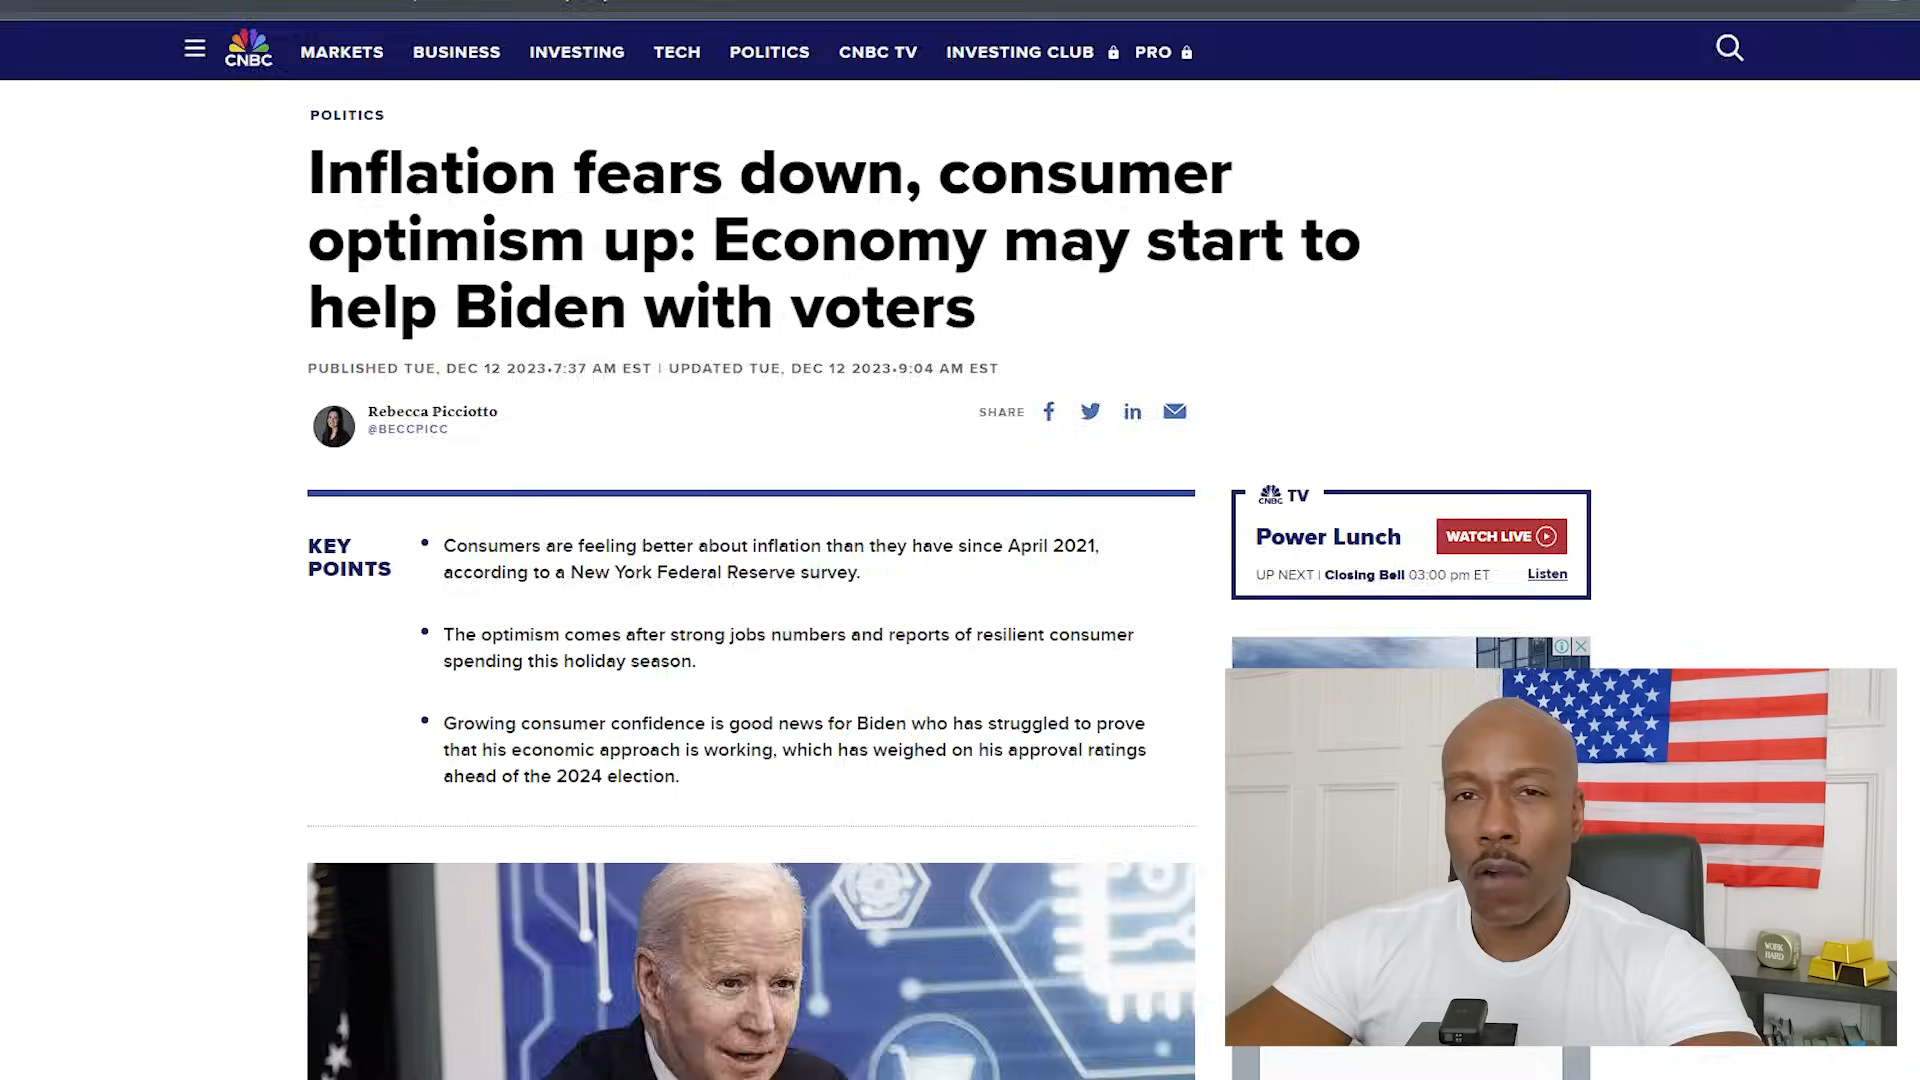 CNBC
MARKETS BUSINESS INVESTING TECH POLITICS CNBC TV INVESTING CLUB PRO
POLITICS
Inflation fears down, consumer
optimism up: Economy may start to
help Biden with voters
PUBLISHED TUE, DEC 12 2023•7:37 AM EST | UPDATED TUE, DEC 12 2023•9:04 AM EST
Rebecca Picciotto
@BECCPICC
SHARE
KEY
POINTS
• Consumers are feeling better about inflation than they have since April 2021,
according to a New York Federal Reserve survey.
• The optimism comes after strong jobs numbers and reports of resilient consumer
spending this holiday season.
• Growing consumer confidence is good news for Biden who has struggled to prove
that his economic approach is working, which has weighed on his approval ratings
ahead of the 2024 election.
CNBC TV
Power Lunch
WATCH LIVE
UP NEXT | Closing Bell 03:00 pm ET
Listen
WORK
HARD